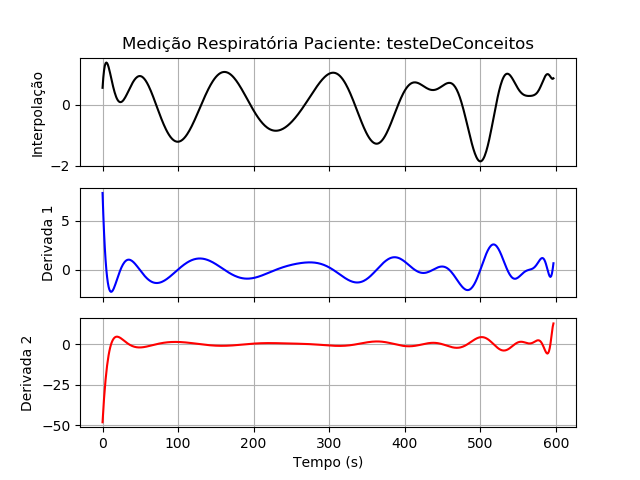 Medição Respiratória Paciente: testeDeConceitos
Interpolação
0
−2
Derivada 1
5
0
Derivada 2
0
−25
−50
0 100 200 300 400 500 600
Tempo (s)